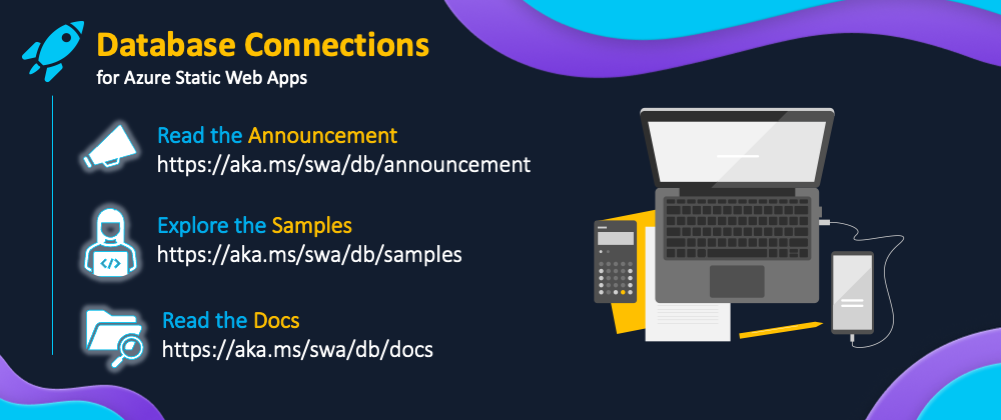 Database Connections
for Azure Static Web Apps
Read the Announcement
https://aka.ms/swa/db/announcement
</>
Explore the Samples
https://aka.ms/swa/db/samples
Read the Docs
https://aka.ms/swa/db/docs